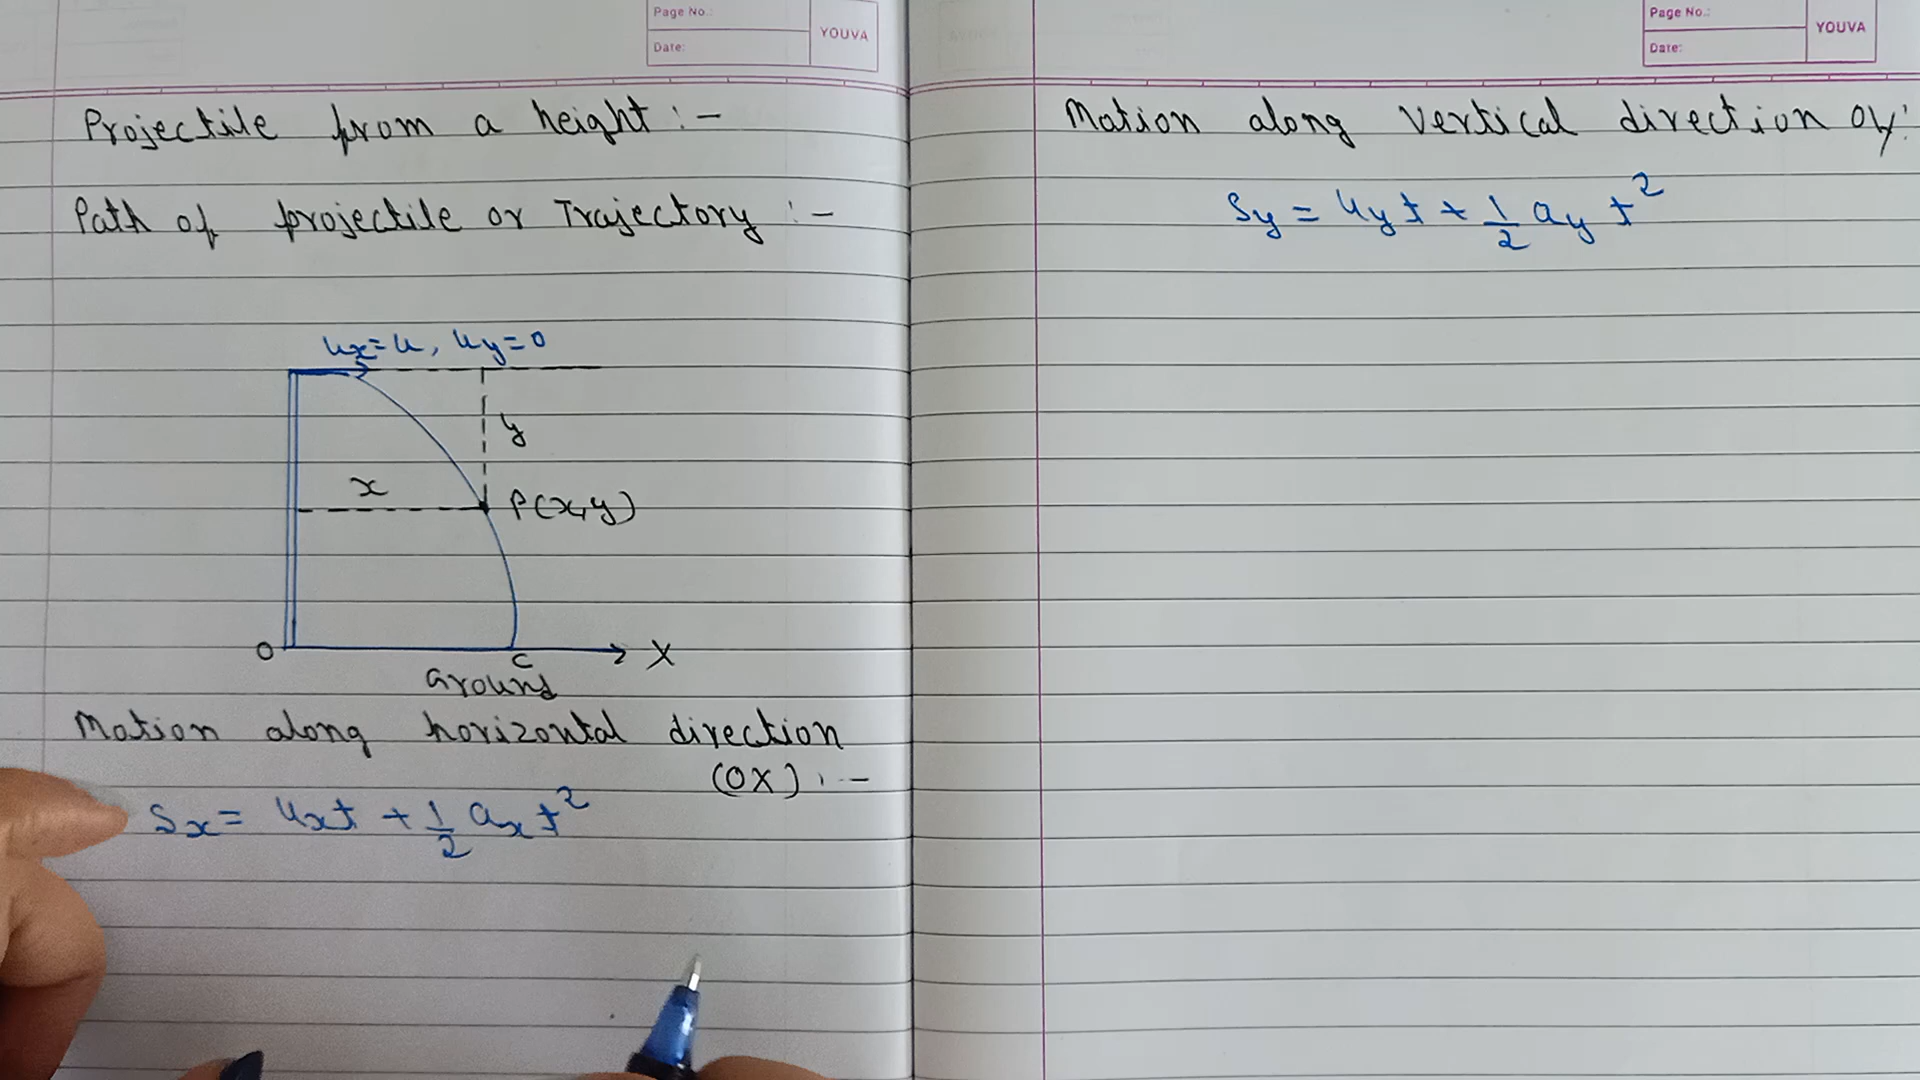 Page No.:
Date:
YOUVA
Projectile from a height :-
Path of projectile or Trajectory :-
ux=u, uy=0
y
x
P(x,y)
O
C
X
Ground
Motion along horizontal direction
(OX) :-
Sx = uxt + 1/2 axt²
Page No.:
Date:
YOUVA
Motion along vertical direction OY:
Sy = uyt + 1/2 ay t²